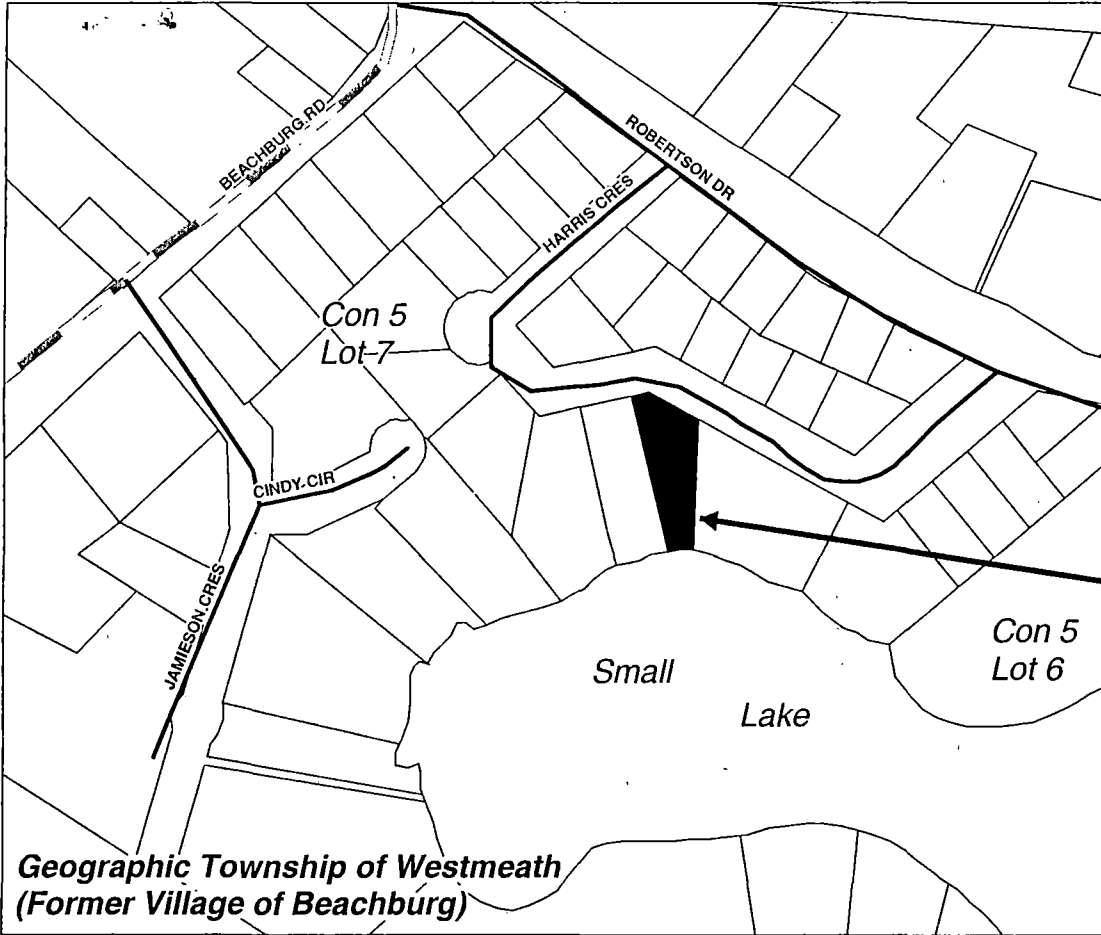 BEACHBURG RD
ROBERTSON DR
HARRIS CRES
Con 5
Lot 7
CINDY CIR
JAMIESON CRES
Con 5
Lot 6
Small
Lake
Geographic Township of Westmeath
(Former Village of Beachburg)